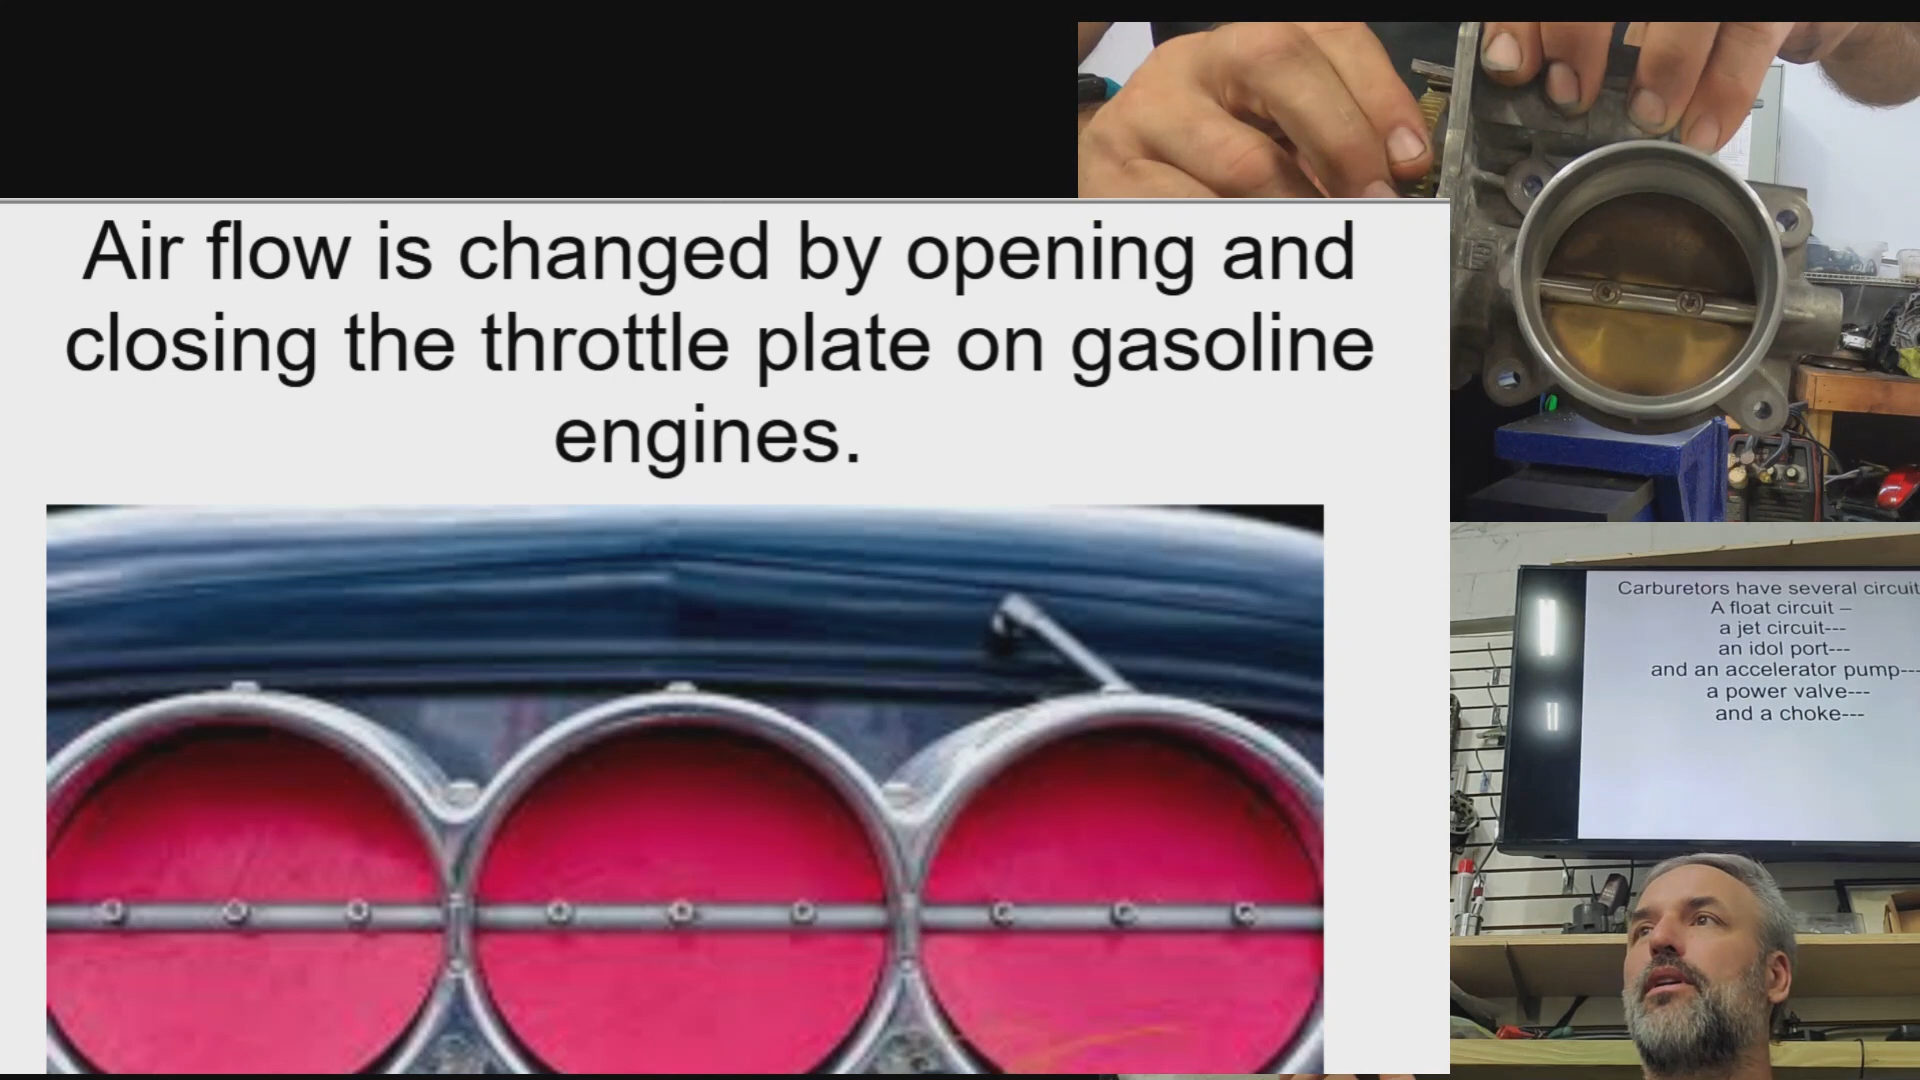 Air flow is changed by opening and
closing the throttle plate on gasoline
engines.
Carburetors have several circuit
A float circuit –
a jet circuit---
an idol port---
and an accelerator pump---
a power valve---
and a choke---